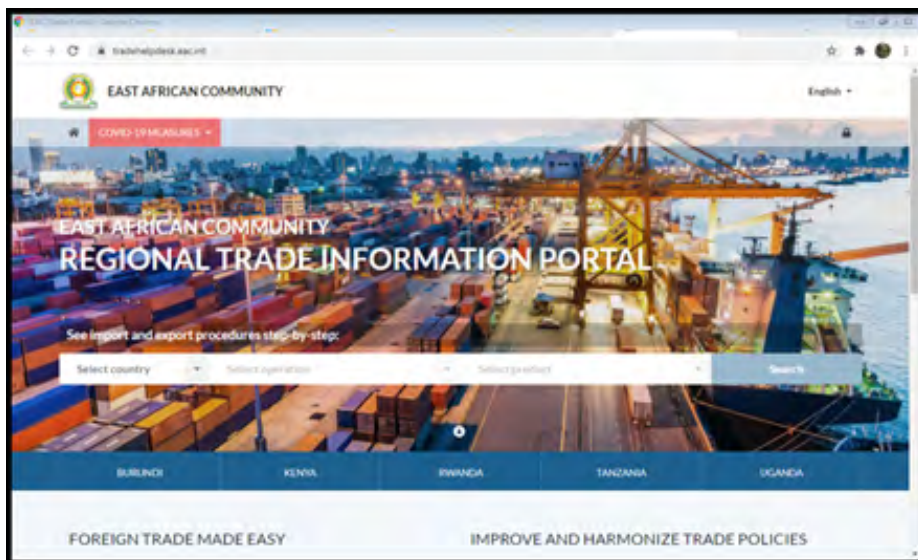 tradehelpdesk.eac.int
EAST AFRICAN COMMUNITY
English
COVID-19 MEASURES
EAST AFRICAN COMMUNITY
REGIONAL TRADE INFORMATION PORTAL
See import and export procedures step-by-step:
Select country Select operation Select product Search
BURUNDI KENYA RWANDA TANZANIA UGANDA
FOREIGN TRADE MADE EASY IMPROVE AND HARMONIZE TRADE POLICIES